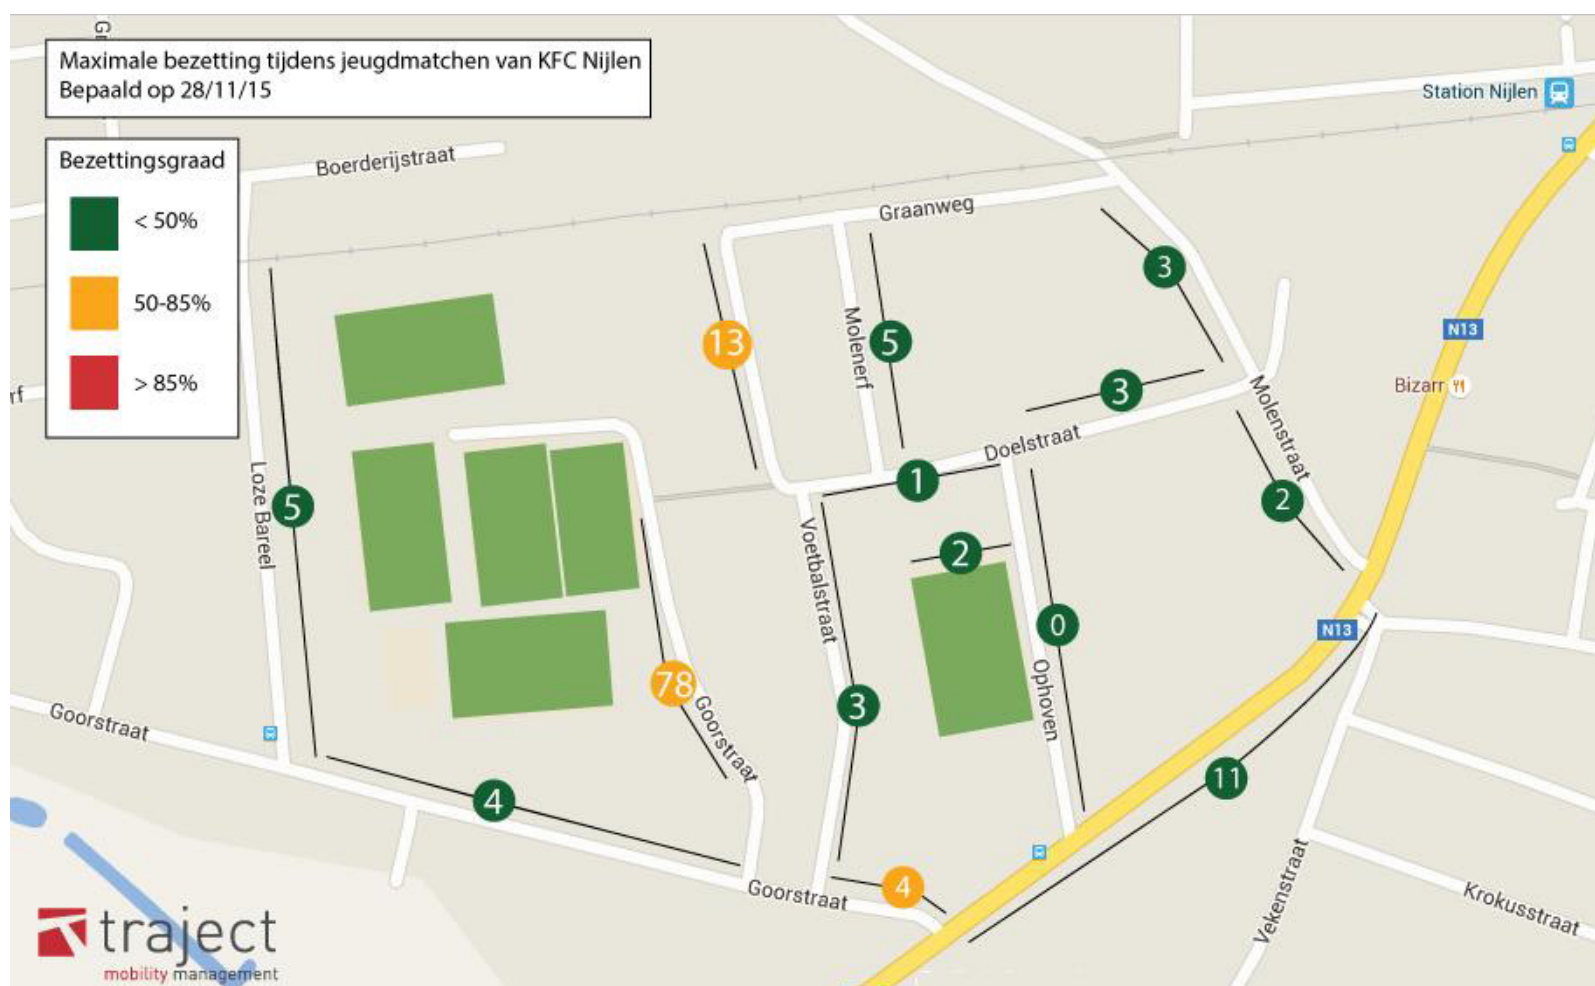 Maximale bezetting tijdens jeugdmatchen van KFC Nijlen
Bepaald op 28/11/15
Bezettingsgraad
< 50%
50-85%
> 85%
Station Nijlen
Boerderijstraat
Graanweg
3
13
5
Molenerf
N13
Bizarr
3
Molenstraat
Doelstraat
Loze Bareel
5
1
2
Voetbalstraat
2
0
N13
78
Goorstraat
3
Ophoven
Goorstraat
4
11
4
Goorstraat
Vekenstraat
Krokusstraat
traject
mobility management